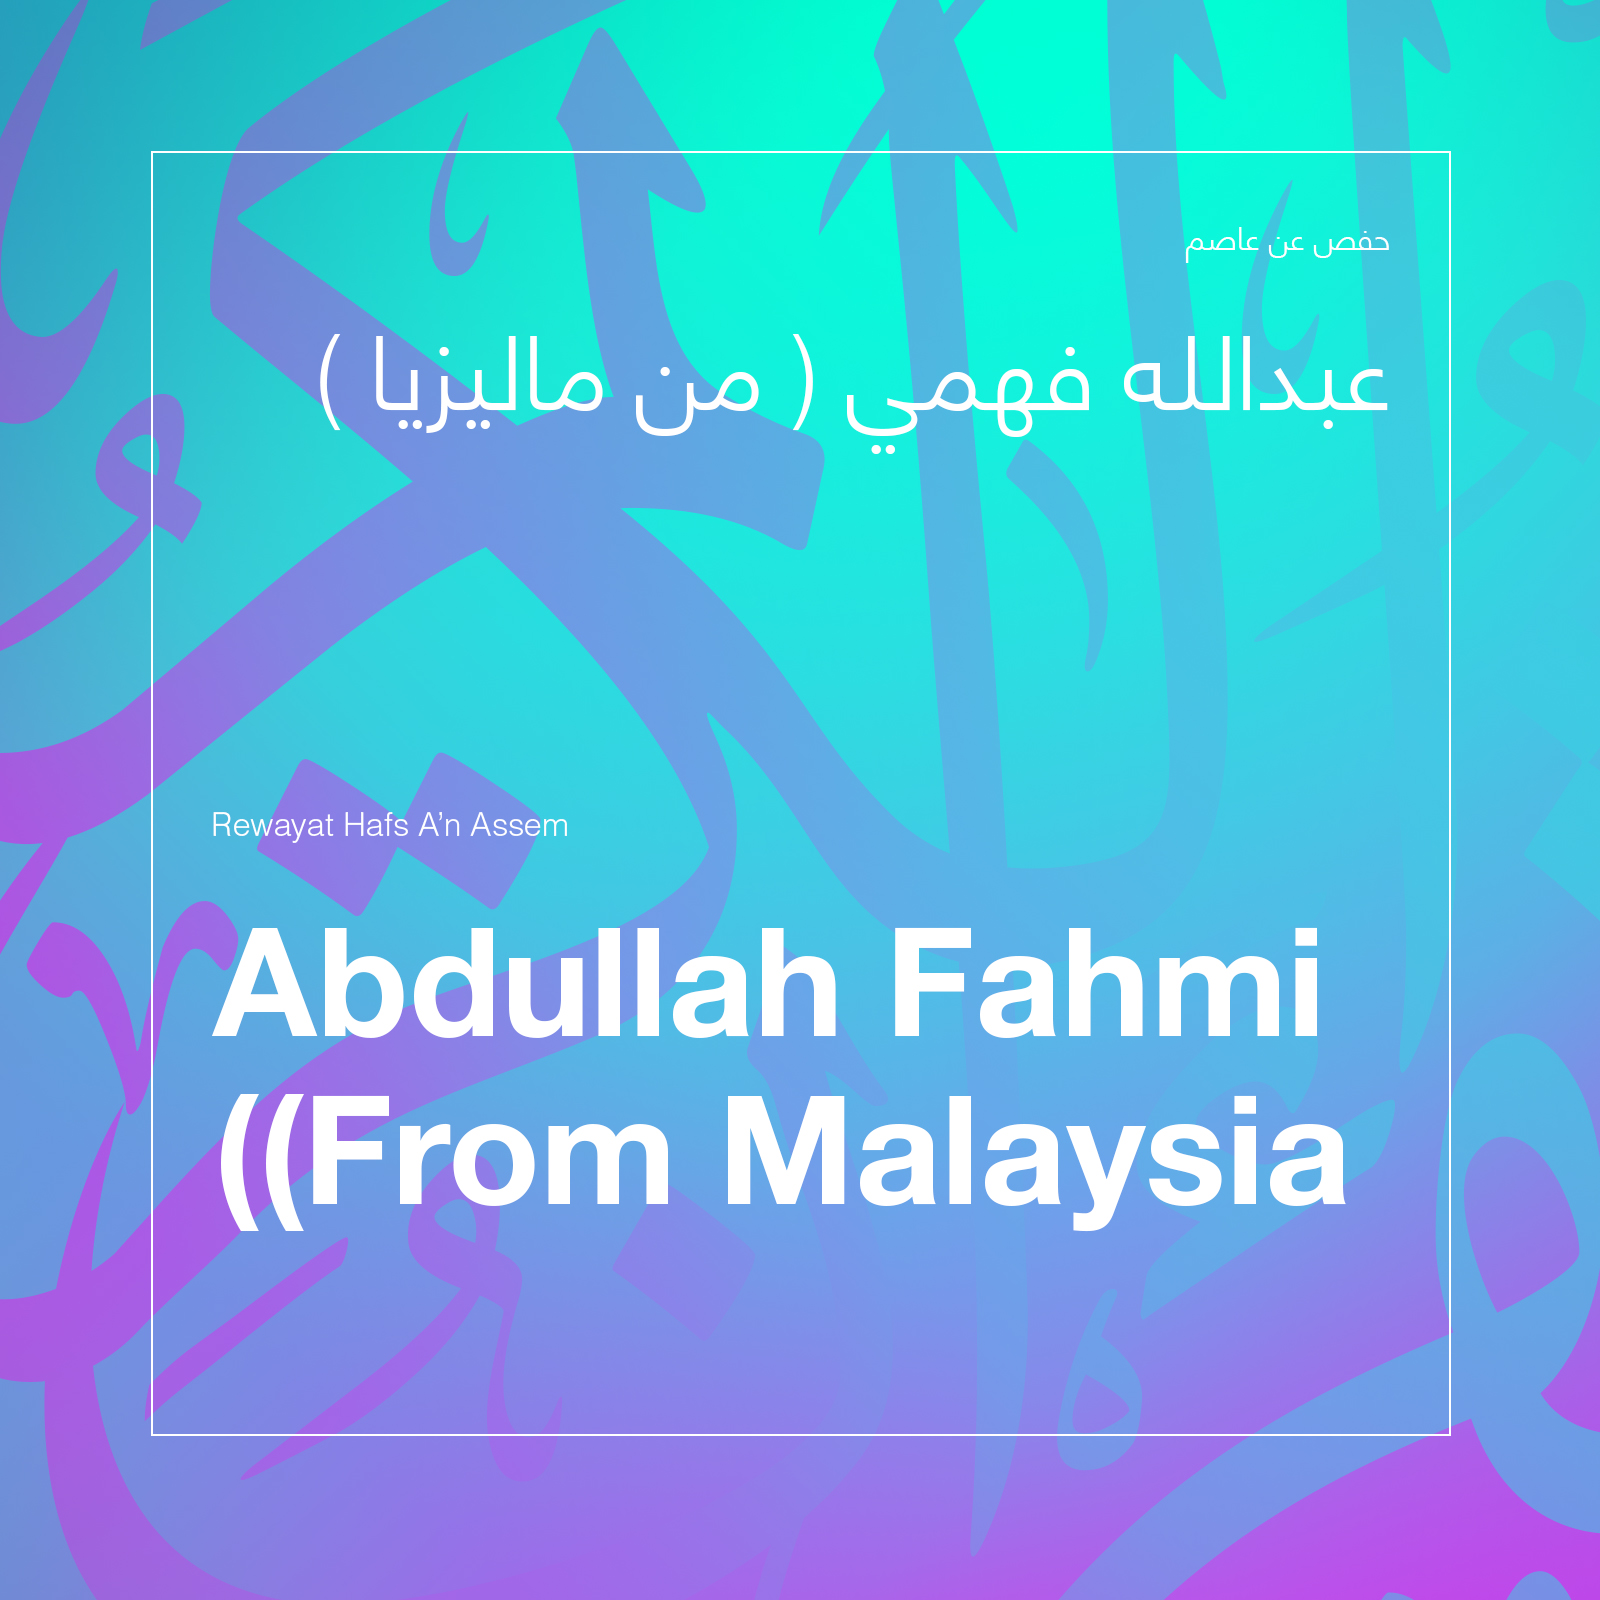 حفص عن عاصم
عبدالله فهمي ( من ماليزيا )
Rewayat Hafs A’n Assem
Abdullah Fahmi
((From Malaysia